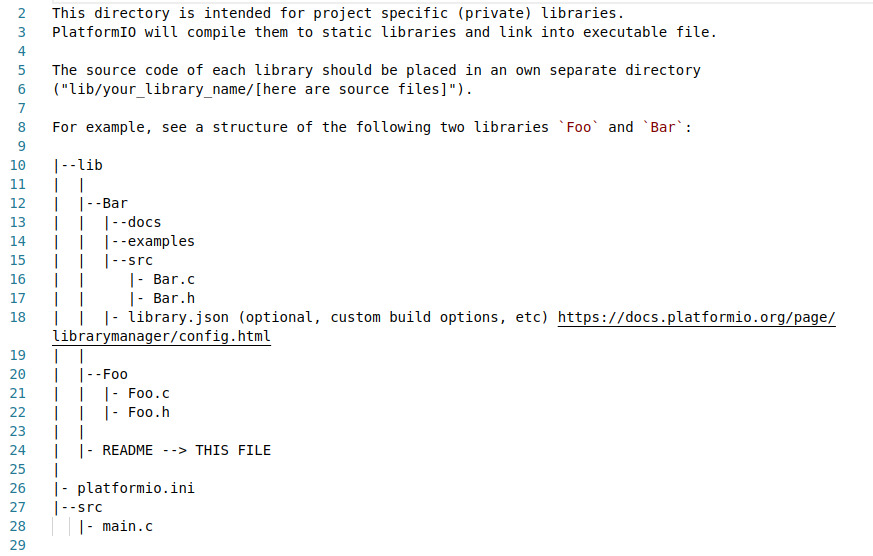 2 This directory is intended for project specific (private) libraries.
3 PlatformIO will compile them to static libraries and link into executable file.
4
5 The source code of each library should be placed in an own separate directory
6 ("lib/your_library_name/[here are source files]").
7
8 For example, see a structure of the following two libraries `Foo` and `Bar`:
9
10 |--lib
11 |  |
12 |  |--Bar
13 |  |  |--docs
14 |  |  |--examples
15 |  |  |--src
16 |  |     |- Bar.c
17 |  |     |- Bar.h
18 |  |  |- library.json (optional, custom build options, etc) https://docs.platformio.org/page/
librarymanager/config.html
19 |  |
20 |  |--Foo
21 |  |  |- Foo.c
22 |  |  |- Foo.h
23 |  |
24 |  |- README --> THIS FILE
25 |
26 |- platformio.ini
27 |--src
28    |- main.c
29